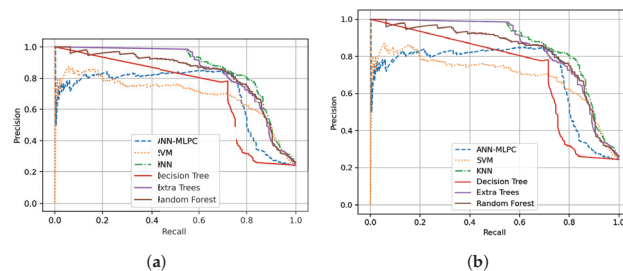 1.0
0.8
0.6
0.4
0.2
0.0
Precision
ANN-MLPC
SVM
KNN
Decision Tree
Extra Trees
Random Forest
0.0 0.2 0.4 0.6 0.8 1.0
Recall
(a)
1.0
0.8
0.6
0.4
0.2
0.0
Precision
ANN-MLPC
SVM
KNN
Decision Tree
Extra Trees
Random Forest
0.0 0.2 0.4 0.6 0.8 1.0
Recall
(b)